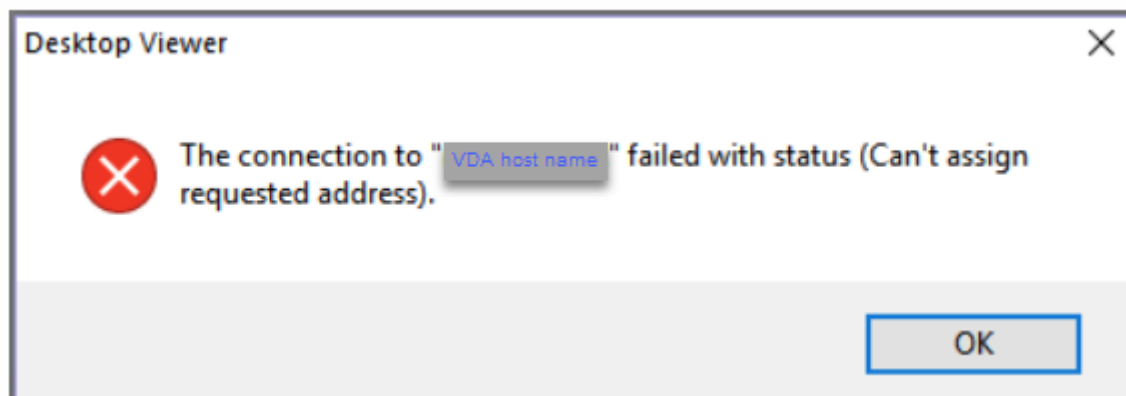 Desktop Viewer
The connection to "VDA host name" failed with status (Can't assign
requested address).
OK